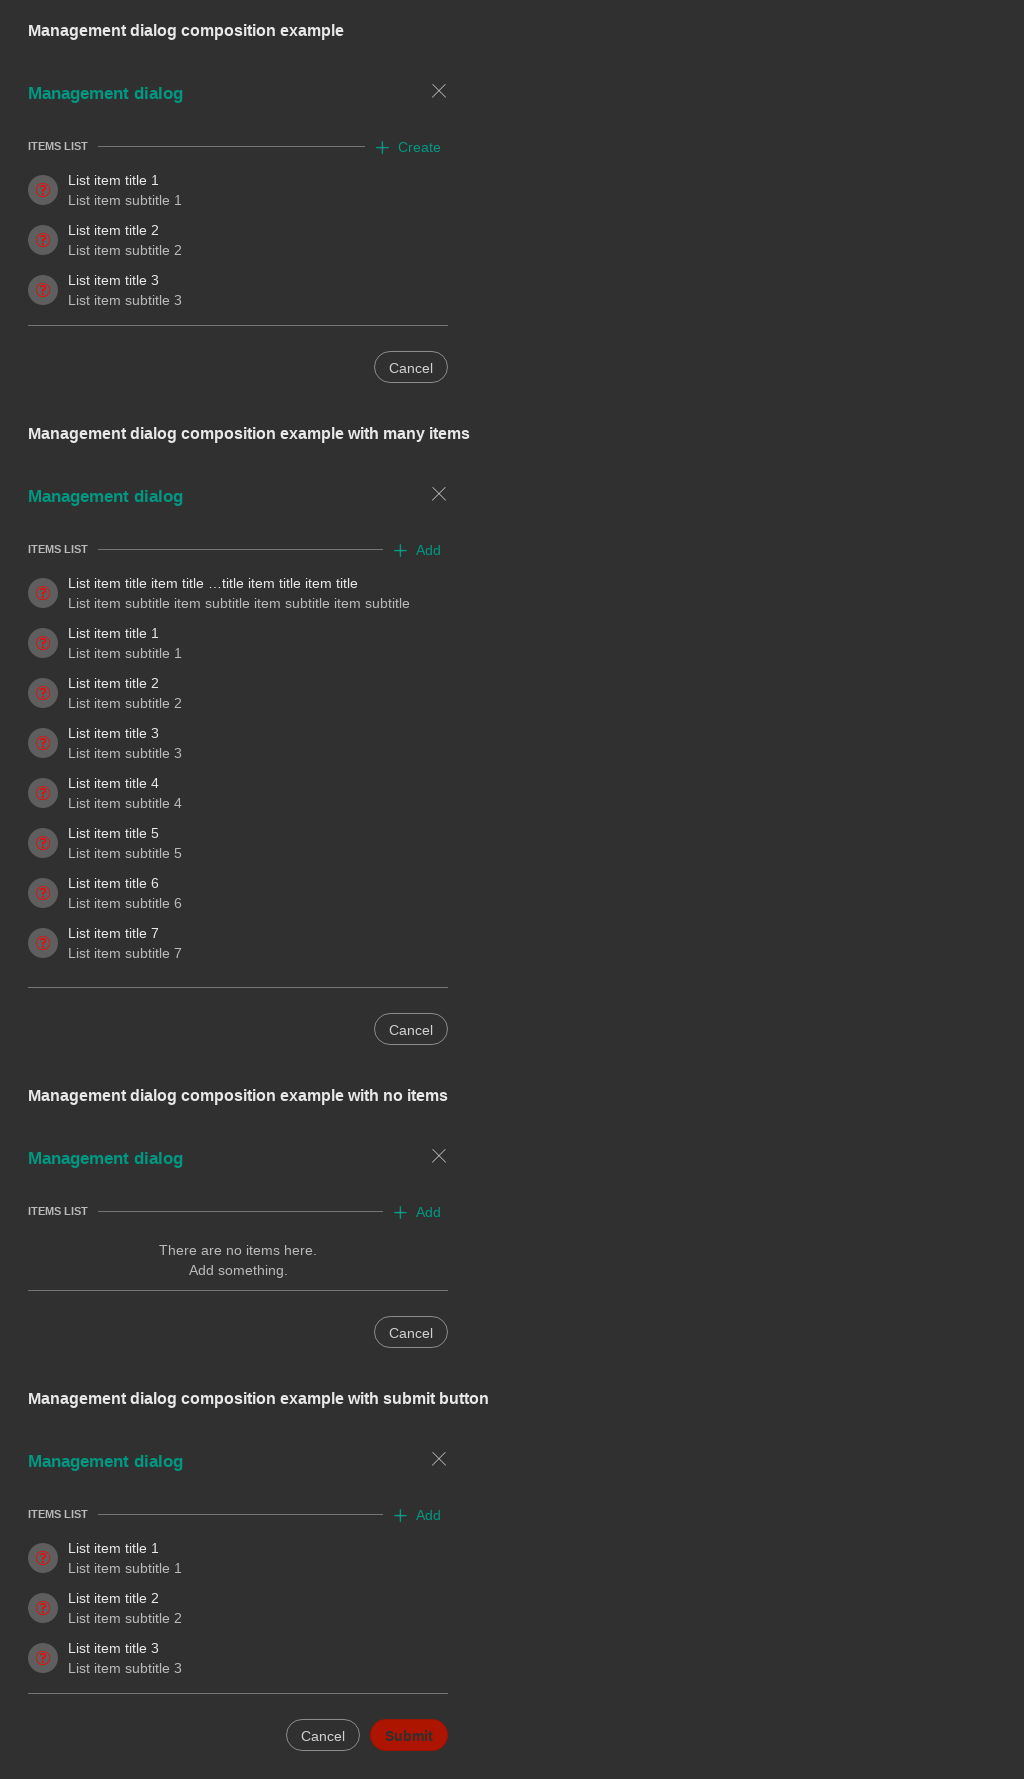 Management dialog composition example
Management dialog
ITEMS LIST
Create
List item title 1
List item subtitle 1
List item title 2
List item subtitle 2
List item title 3
List item subtitle 3
Cancel
Management dialog composition example with many items
Management dialog
ITEMS LIST
Add
List item title item title …title item title item title
List item subtitle item subtitle item subtitle item subtitle
List item title 1
List item subtitle 1
List item title 2
List item subtitle 2
List item title 3
List item subtitle 3
List item title 4
List item subtitle 4
List item title 5
List item subtitle 5
List item title 6
List item subtitle 6
List item title 7
List item subtitle 7
Cancel
Management dialog composition example with no items
Management dialog
ITEMS LIST
Add
There are no items here.
Add something.
Cancel
Management dialog composition example with submit button
Management dialog
ITEMS LIST
Add
List item title 1
List item subtitle 1
List item title 2
List item subtitle 2
List item title 3
List item subtitle 3
Cancel
Submit